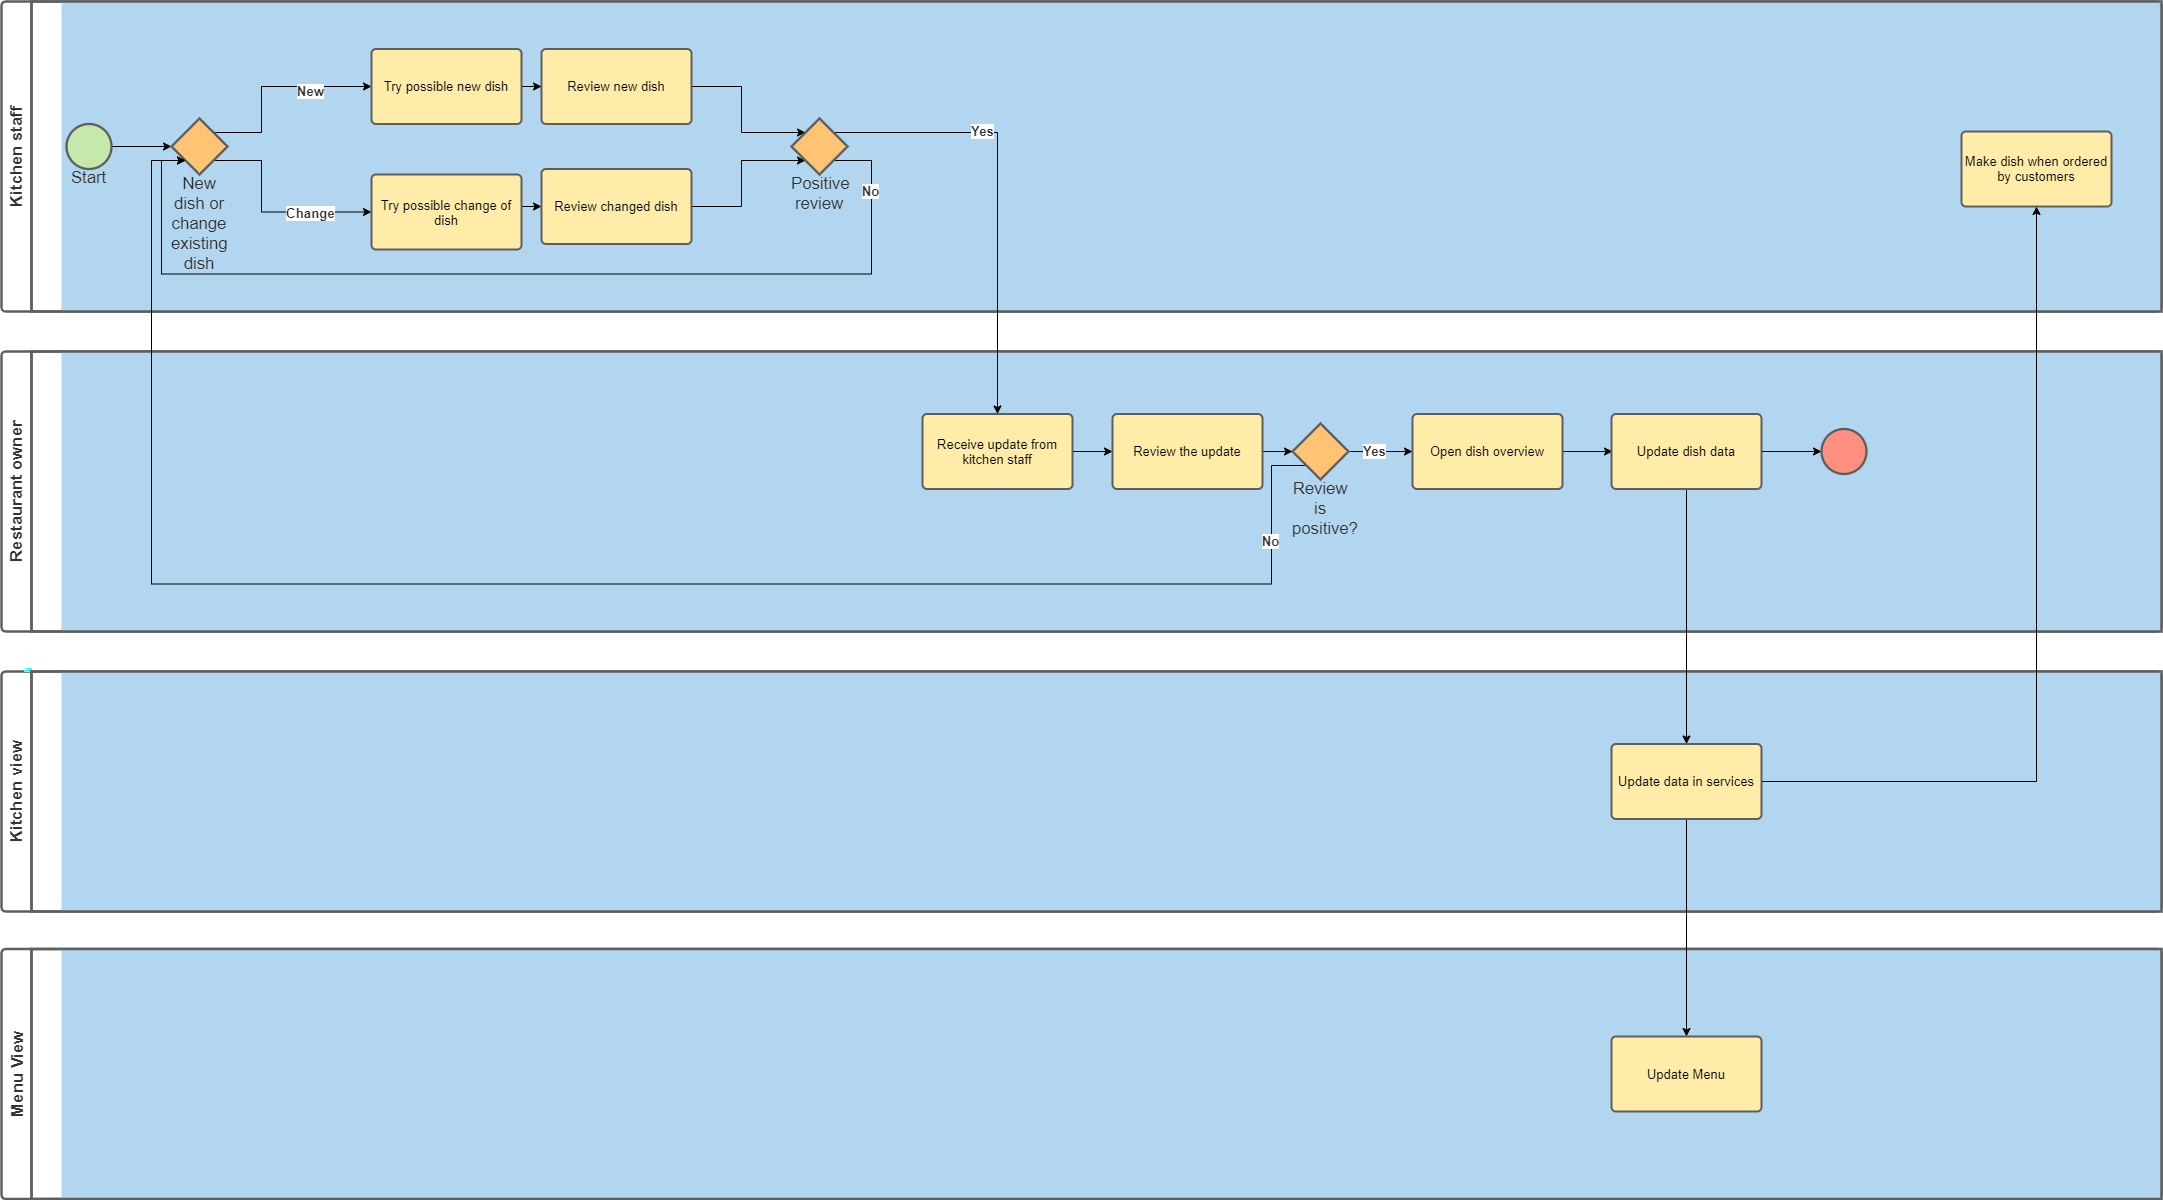 Kitchen staff
Start
New
dish or
change
existing
dish
New
Change
Try possible new dish
Review new dish
Try possible change of
dish
Review changed dish
Positive
review
Yes
No
Make dish when ordered
by customers
Restaurant owner
Receive update from
kitchen staff
Review the update
Review
is
positive?
Yes
No
Open dish overview
Update dish data
Kitchen view
Update data in services
Menu View
Update Menu